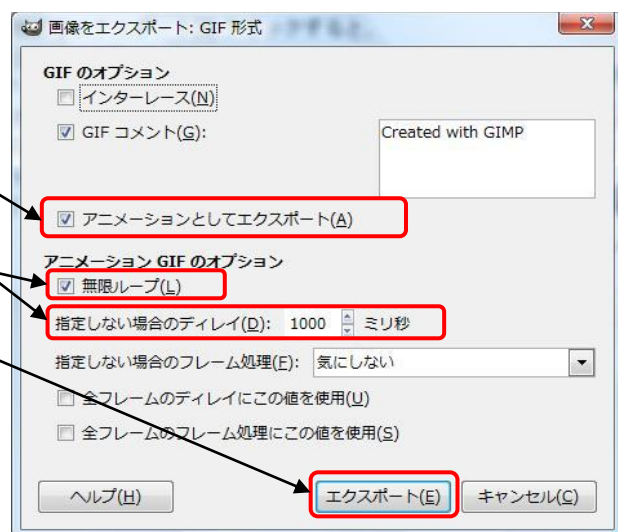 画像をエクスポート: GIF 形式
GIF のオプション
インターレース(N)
GIF コメント(G):
Created with GIMP
アニメーションとしてエクスポート(A)
アニメーション GIF のオプション
無限ループ(L)
指定しない場合のディレイ(D): 1000 ミリ秒
指定しない場合のフレーム処理(F): 気にしない
全フレームのディレイにこの値を使用(U)
全フレームのフレーム処理にこの値を使用(S)
ヘルプ(H) エクスポート(E) キャンセル(C)